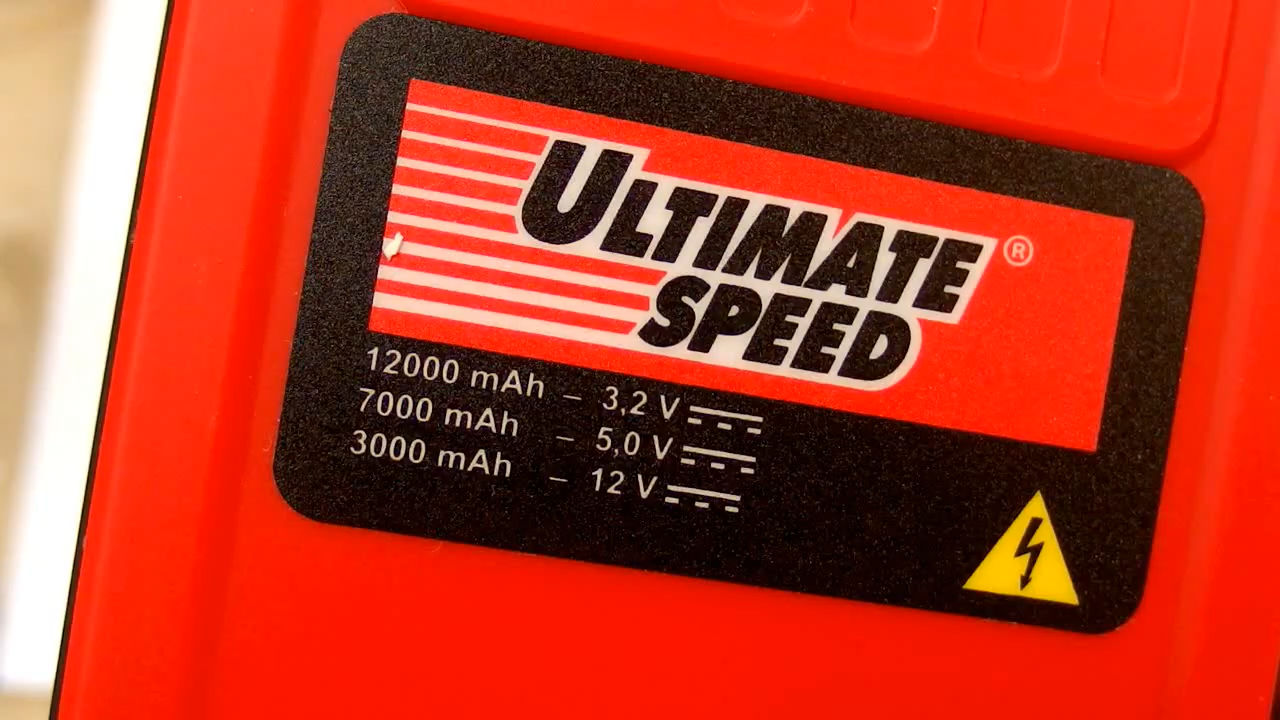 ULTIMATE ®
SPEED
12000 mAh – 3,2 V ⎓
7000 mAh – 5,0 V ⎓
3000 mAh – 12 V ⎓